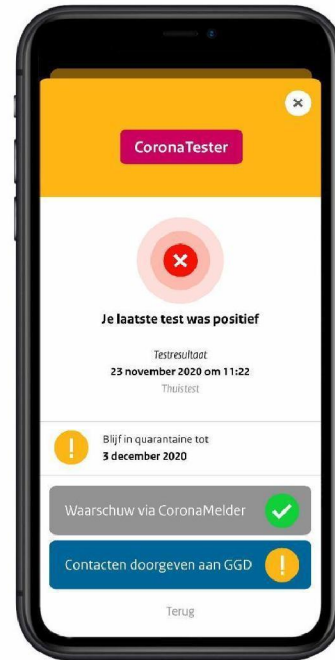 CoronaTester
Je laatste test was positief
Testresultaat
23 november 2020 om 11:22
Thuistest
Blijf in quarantaine tot
3 december 2020
Waarschuw via CoronaMelder
Contacten doorgeven aan GGD
Terug